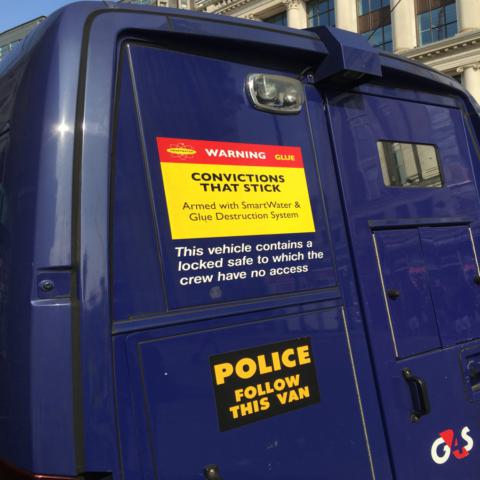 WARNING GLUE
CONVICTIONS
THAT STICK
Armed with SmartWater &
Glue Destruction System
This vehicle contains a
locked safe to which the
crew have no access
POLICE
FOLLOW
THIS VAN
G4S